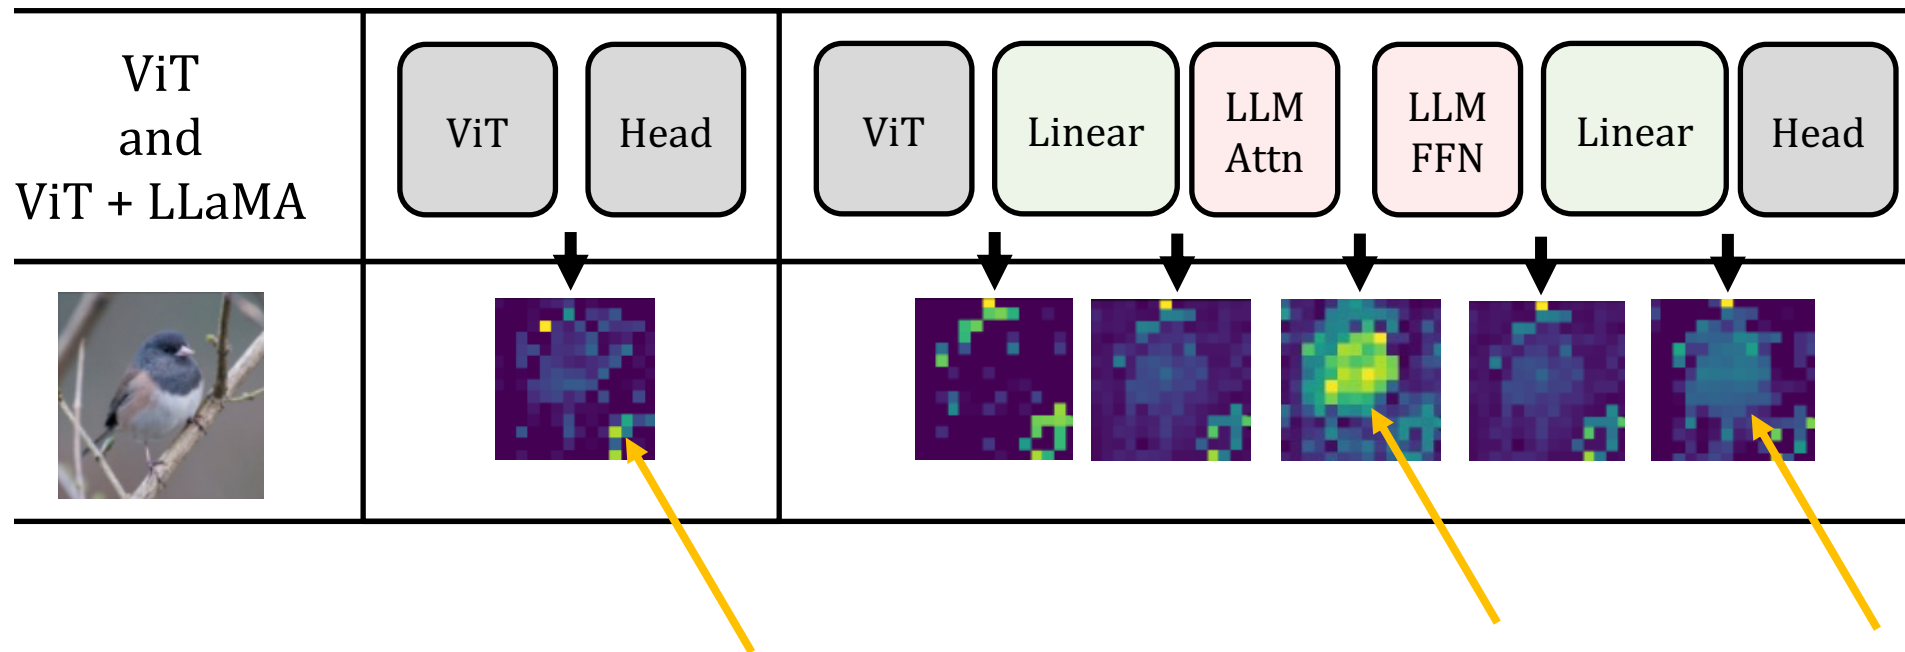 ViT
and
ViT + LLaMA
ViT
Head
ViT
Linear
LLM
Attn
LLM
FFN
Linear
Head